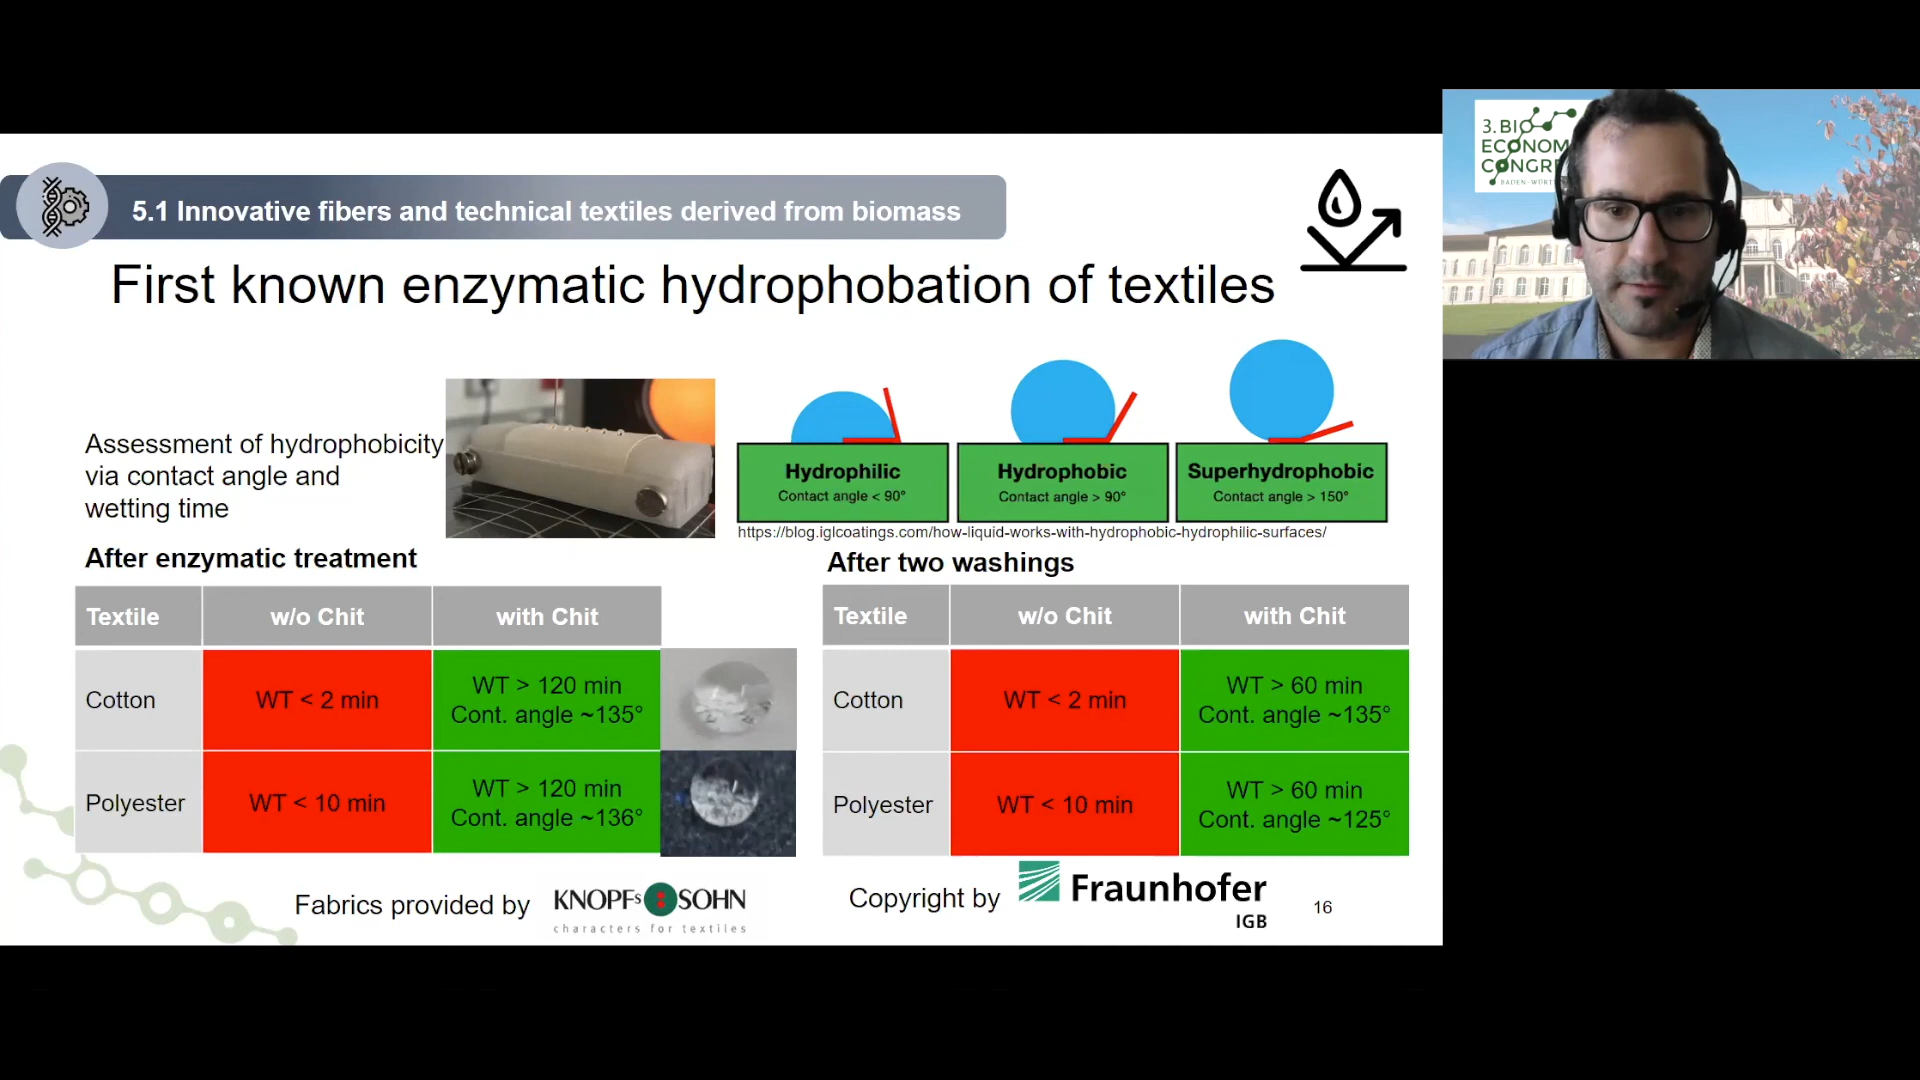 5.1 Innovative fibers and technical textiles derived from biomass
First known enzymatic hydrophobation of textiles
Assessment of hydrophobicity
via contact angle and
wetting time
Hydrophilic
Contact angle < 90°
Hydrophobic
Contact angle > 90°
Superhydrophobic
Contact angle > 150°
https://blog.iglcoatings.com/how-liquid-works-with-hydrophobic-hydrophilic-surfaces/
After enzymatic treatment
Textile w/o Chit with Chit
Cotton WT < 2 min WT > 120 min
Cont. angle ~135°
Polyester WT < 10 min WT > 120 min
Cont. angle ~136°
After two washings
Textile w/o Chit with Chit
Cotton WT < 2 min WT > 60 min
Cont. angle ~135°
Polyester WT < 10 min WT > 60 min
Cont. angle ~125°
Fabrics provided by
KNOPFs SOHN
characters for textiles
Copyright by
Fraunhofer
IGB
16
3. BIO
ECONOM
CONGRE
BADEN-WÜRT